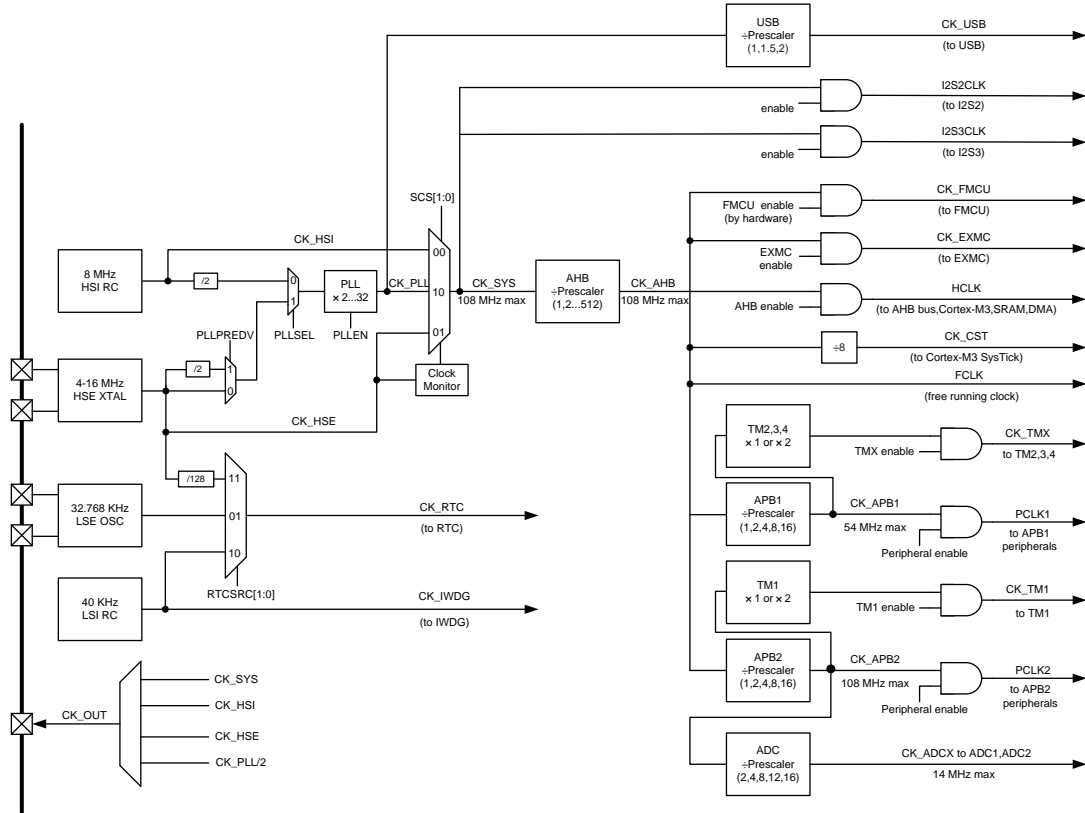 USB
÷Prescaler
(1,1.5,2)
CK_USB
(to USB)
I2S2CLK
(to I2S2)
enable
I2S3CLK
(to I2S3)
enable
SCS[1:0]
CK_FMCU
(to FMCU)
FMCU enable
(by hardware)
CK_EXMC
(to EXMC)
EXMC
enable
8 MHz
HSI RC
CK_HSI
/2
0
1
PLLSEL
PLL
× 2...32
PLLEN
CK_PLL
00
10
01
CK_SYS
108 MHz max
AHB
÷Prescaler
(1,2...512)
CK_AHB
108 MHz max
HCLK
(to AHB bus,Cortex-M3,SRAM,DMA)
AHB enable
÷8
CK_CST
(to Cortex-M3 SysTick)
FCLK
(free running clock)
PLLPREDV
4-16 MHz
HSE XTAL
/2
1
0
Clock
Monitor
CK_HSE
TM2,3,4
× 1 or × 2
TMX enable
CK_TMX
to TM2,3,4
/128
11
01
10
32.768 KHz
LSE OSC
CK_RTC
(to RTC)
RTCSRC[1:0]
APB1
÷Prescaler
(1,2,4,8,16)
CK_APB1
54 MHz max
Peripheral enable
PCLK1
to APB1
peripherals
40 KHz
LSI RC
CK_IWDG
(to IWDG)
TM1
× 1 or × 2
TM1 enable
CK_TM1
to TM1
APB2
÷Prescaler
(1,2,4,8,16)
CK_APB2
108 MHz max
Peripheral enable
PCLK2
to APB2
peripherals
CK_OUT
CK_SYS
CK_HSI
CK_HSE
CK_PLL/2
ADC
÷Prescaler
(2,4,8,12,16)
CK_ADCX to ADC1,ADC2
14 MHz max